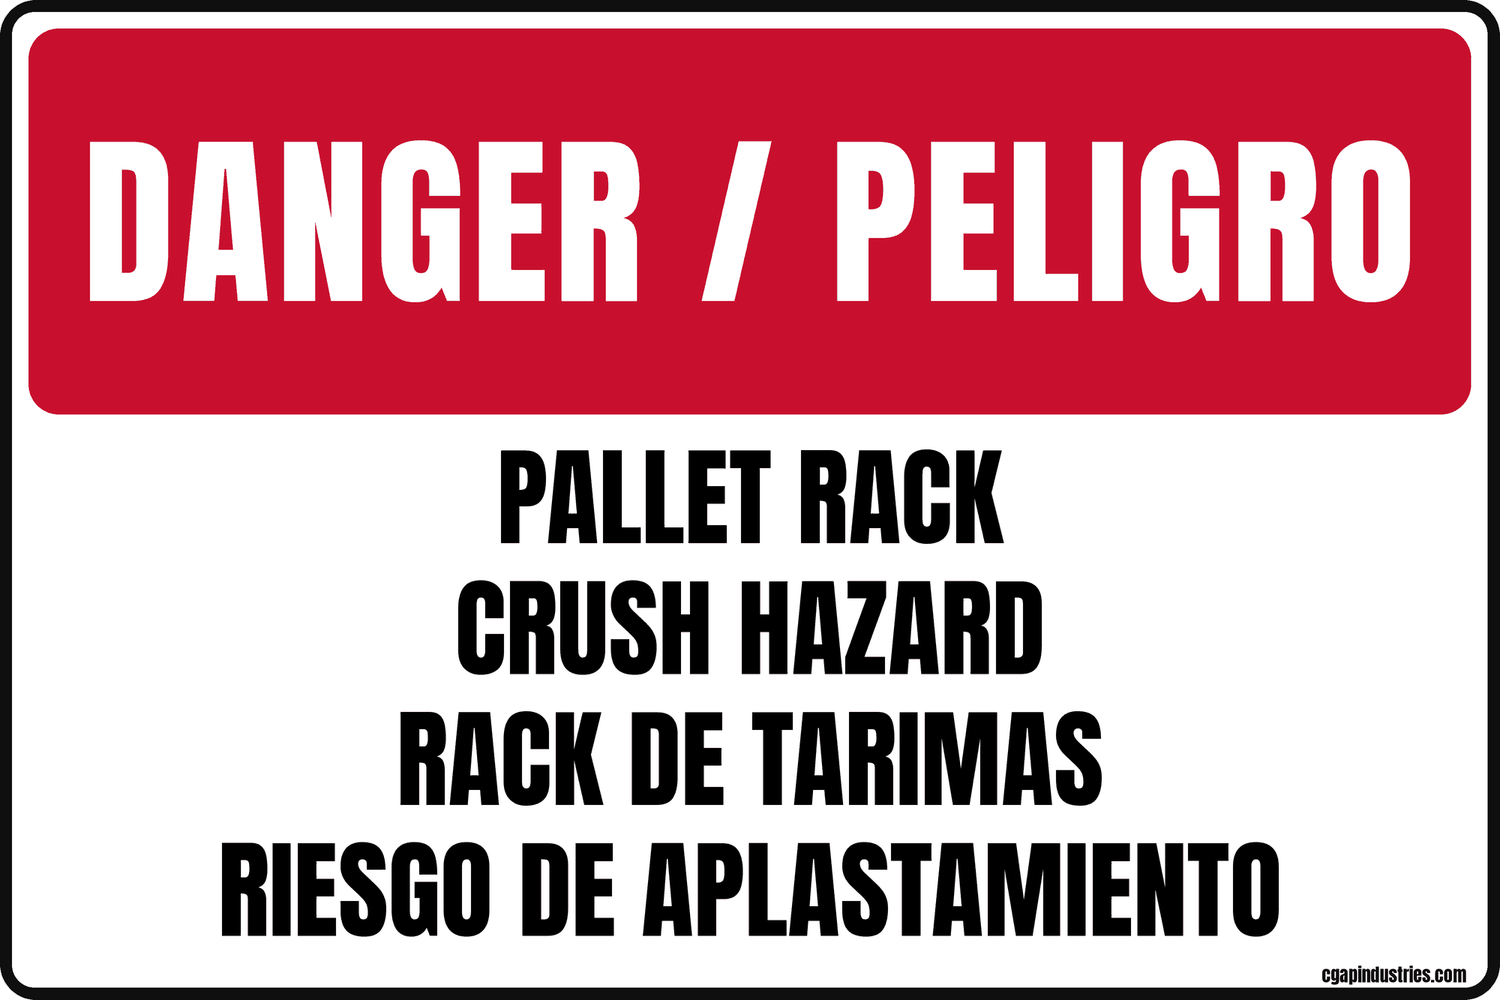 DANGER / PELIGRO
PALLET RACK
CRUSH HAZARD
RACK DE TARIMAS
RIESGO DE APLASTAMIENTO
cgapindustries.com